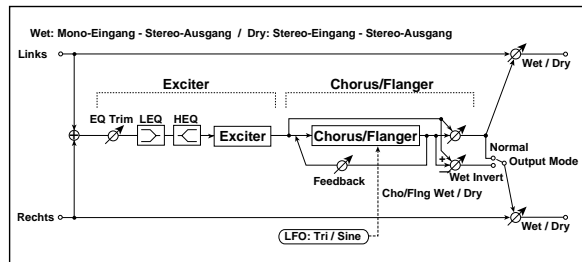 Wet: Mono-Eingang - Stereo-Ausgang / Dry: Stereo-Eingang - Stereo-Ausgang
Links
Wet / Dry
Exciter
Chorus/Flanger
EQ Trim
LEQ
HEQ
Exciter
Chorus/Flanger
Normal
Output Mode
+
−
Wet Invert
Feedback
Cho/Flng Wet / Dry
Rechts
LFO: Tri / Sine
Wet / Dry